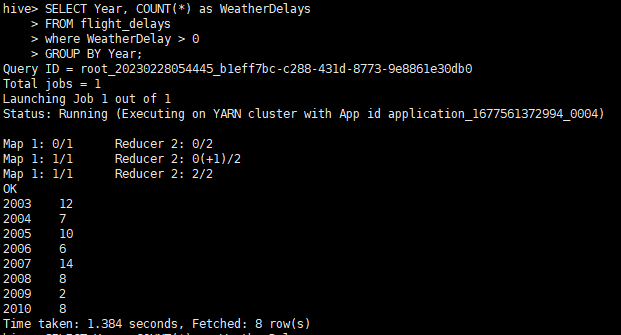 hive> SELECT Year, COUNT(*) as WeatherDelays
    > FROM flight_delays
    > where WeatherDelay > 0
    > GROUP BY Year;
Query ID = root_20230228054445_b1eff7bc-c288-431d-8773-9e8861e30db0
Total jobs = 1
Launching Job 1 out of 1
Status: Running (Executing on YARN cluster with App id application_1677561372994_0004)

Map 1: 0/1      Reducer 2: 0/2
Map 1: 1/1      Reducer 2: 0(+1)/2
Map 1: 1/1      Reducer 2: 2/2
OK
2003    12
2004    7
2005    10
2006    6
2007    14
2008    8
2009    2
2010    8
Time taken: 1.384 seconds, Fetched: 8 row(s)